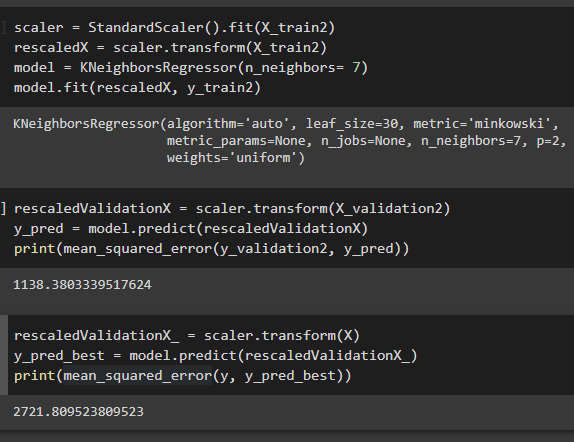 ] scaler = StandardScaler().fit(X_train2)
rescaledX = scaler.transform(X_train2)
model = KNeighborsRegressor(n_neighbors= 7)
model.fit(rescaledX, y_train2)
KNeighborsRegressor(algorithm='auto', leaf_size=30, metric='minkowski',
metric_params=None, n_jobs=None, n_neighbors=7, p=2,
weights='uniform')
] rescaledValidationX = scaler.transform(X_validation2)
y_pred = model.predict(rescaledValidationX)
print(mean_squared_error(y_validation2, y_pred))
1138.3803339517624
rescaledValidationX_ = scaler.transform(X)
y_pred_best = model.predict(rescaledValidationX_)
print(mean_squared_error(y, y_pred_best))
2721.809523809523